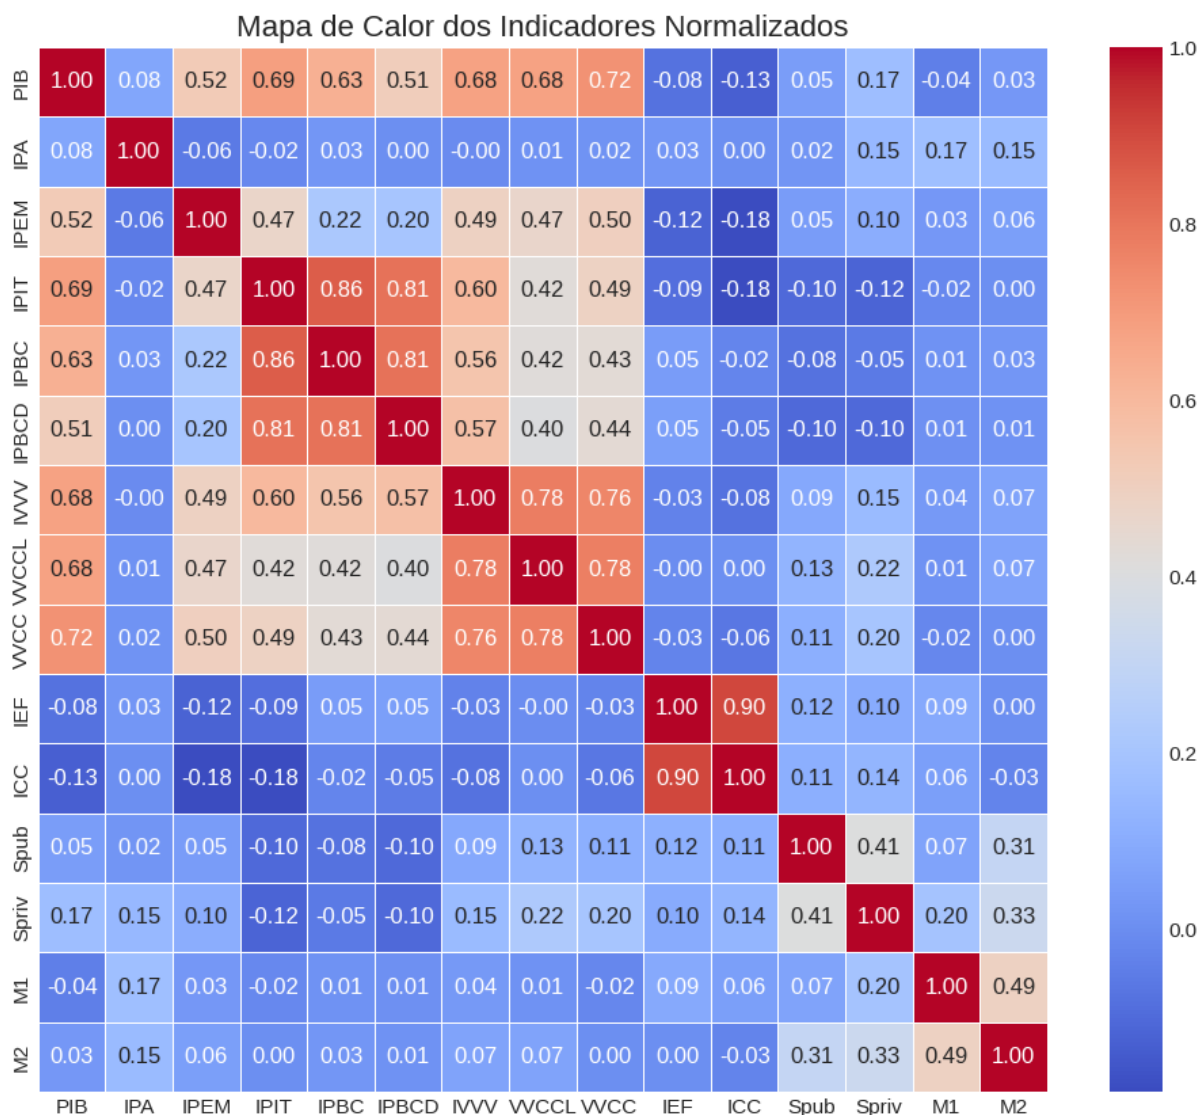 Mapa de Calor dos Indicadores Normalizados
PIB 1.00 0.08 0.52 0.69 0.63 0.51 0.68 0.68 0.72 -0.08 -0.13 0.05 0.17 -0.04 0.03
IPA 0.08 1.00 -0.06 -0.02 0.03 0.00 -0.00 0.01 0.02 0.03 0.00 0.02 0.15 0.17 0.15
IPEM 0.52 -0.06 1.00 0.47 0.22 0.20 0.49 0.47 0.50 -0.12 -0.18 0.05 0.10 0.03 0.06
IPIT 0.69 -0.02 0.47 1.00 0.86 0.81 0.60 0.42 0.49 -0.09 -0.18 -0.10 -0.12 -0.02 0.00
IPBC 0.63 0.03 0.22 0.86 1.00 0.81 0.56 0.42 0.43 0.05 -0.02 -0.08 -0.05 0.01 0.03
IPBCD 0.51 0.00 0.20 0.81 0.81 1.00 0.57 0.40 0.44 0.05 -0.05 -0.10 -0.10 0.01 0.01
IVVV 0.68 -0.00 0.49 0.60 0.56 0.57 1.00 0.78 0.76 -0.03 -0.08 0.09 0.15 0.04 0.07
VVCCL 0.68 0.01 0.47 0.42 0.42 0.40 0.78 1.00 0.78 -0.00 0.00 0.13 0.22 0.01 0.07
VVCC 0.72 0.02 0.50 0.49 0.43 0.44 0.76 0.78 1.00 -0.03 -0.06 0.11 0.20 -0.02 0.00
IEF -0.08 0.03 -0.12 -0.09 0.05 0.05 -0.03 -0.00 -0.03 1.00 0.90 0.12 0.10 0.09 0.00
ICC -0.13 0.00 -0.18 -0.18 -0.02 -0.05 -0.08 0.00 -0.06 0.90 1.00 0.11 0.14 0.06 -0.03
Spub 0.05 0.02 0.05 -0.10 -0.08 -0.10 0.09 0.13 0.11 0.12 0.11 1.00 0.41 0.07 0.31
Spriv 0.17 0.15 0.10 -0.12 -0.05 -0.10 0.15 0.22 0.20 0.10 0.14 0.41 1.00 0.20 0.33
M1 -0.04 0.17 0.03 -0.02 0.01 0.01 0.04 0.01 -0.02 0.09 0.06 0.07 0.20 1.00 0.49
M2 0.03 0.15 0.06 0.00 0.03 0.01 0.07 0.07 0.00 0.00 -0.03 0.31 0.33 0.49 1.00
PIB IPA IPEM IPIT IPBC IPBCD IVVV VVCCL VVCC IEF ICC Spub Spriv M1 M2
1.0
0.8
0.6
0.4
0.2
0.0